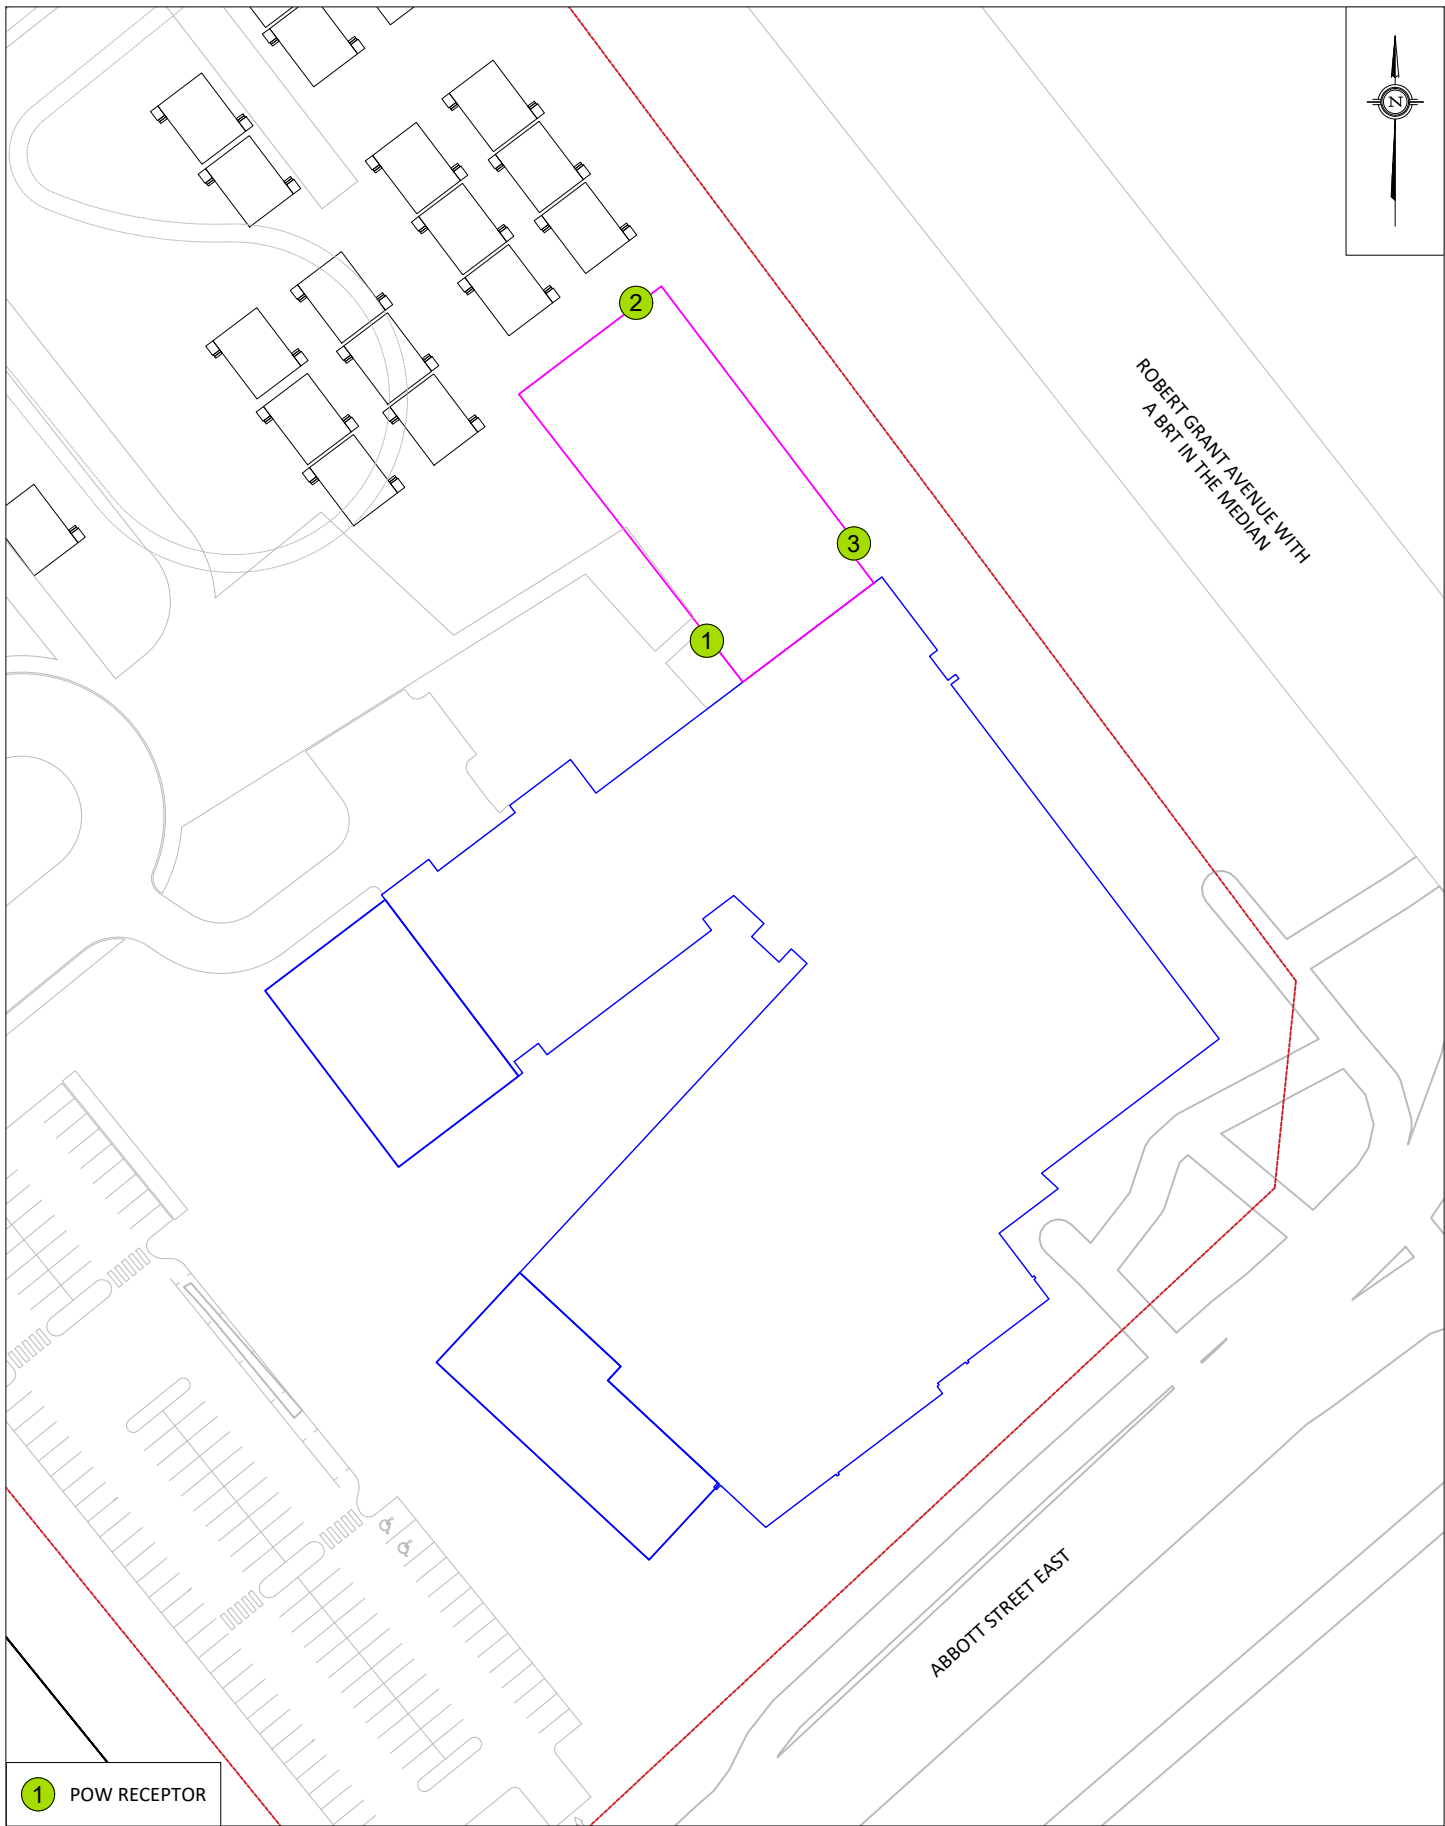 N
2
ROBERT GRANT AVENUE WITH
A BRT IN THE MEDIAN
3
1
ABBOTT STREET EAST
1 POW RECEPTOR